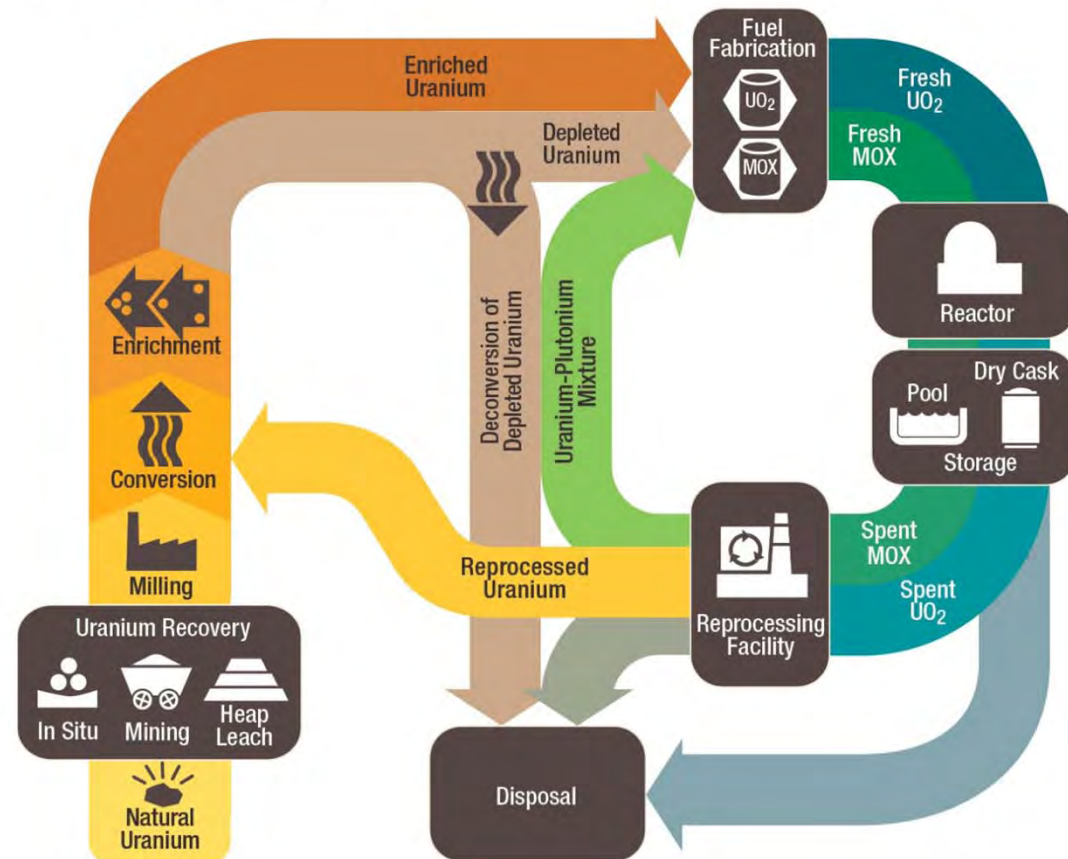 Fuel
Fabrication
UO₂
MOX
Enriched
Uranium
Depleted
Uranium
Fresh
UO₂
Fresh
MOX
Reactor
Dry Cask
Pool
Storage
Enrichment
Conversion
Milling
Uranium Recovery
In Situ
Mining
Heap
Leach
Natural
Uranium
Deconversion of
Depleted Uranium
Uranium-Plutonium
Mixture
Reprocessed
Uranium
Reprocessing
Facility
Spent
MOX
Spent
UO₂
Disposal